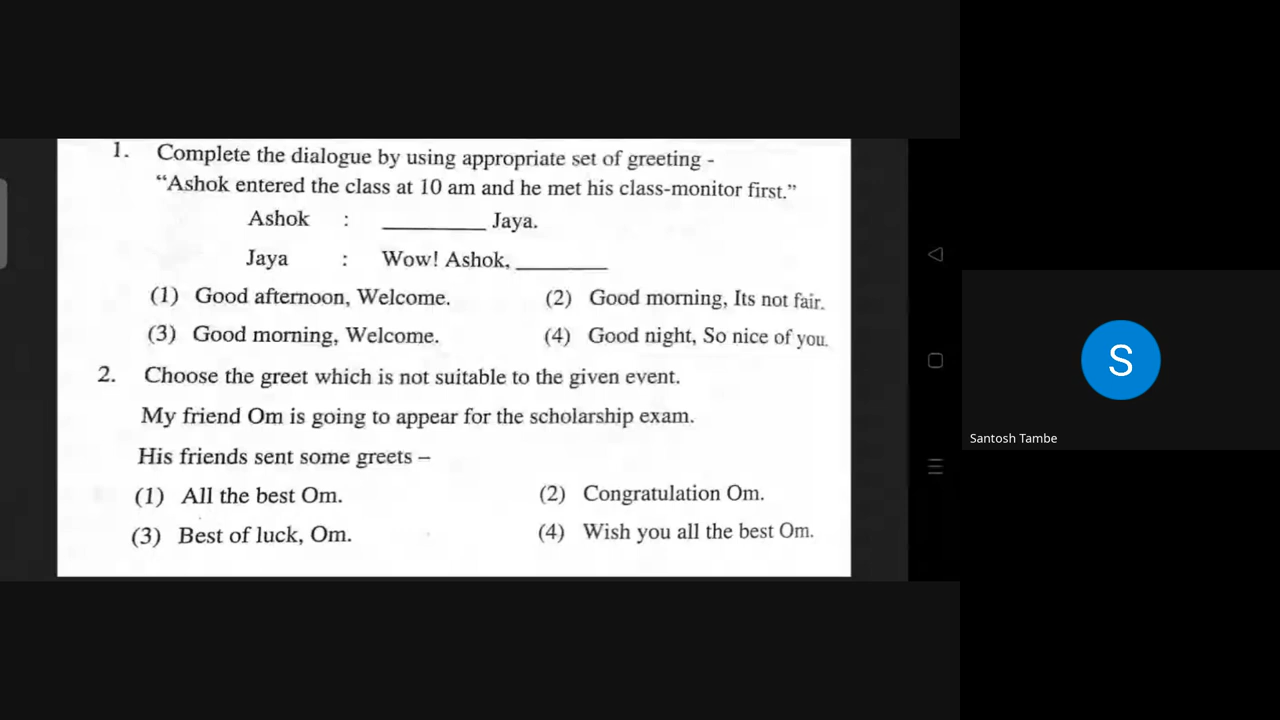 1. Complete the dialogue by using appropriate set of greeting -
“Ashok entered the class at 10 am and he met his class-monitor first.”
Ashok : ________ Jaya.
Jaya : Wow! Ashok, ________
(1) Good afternoon, Welcome. (2) Good morning, Its not fair.
(3) Good morning, Welcome. (4) Good night, So nice of you.
2. Choose the greet which is not suitable to the given event.
My friend Om is going to appear for the scholarship exam.
His friends sent some greets –
(1) All the best Om. (2) Congratulation Om.
(3) Best of luck, Om. (4) Wish you all the best Om.
S
Santosh Tambe